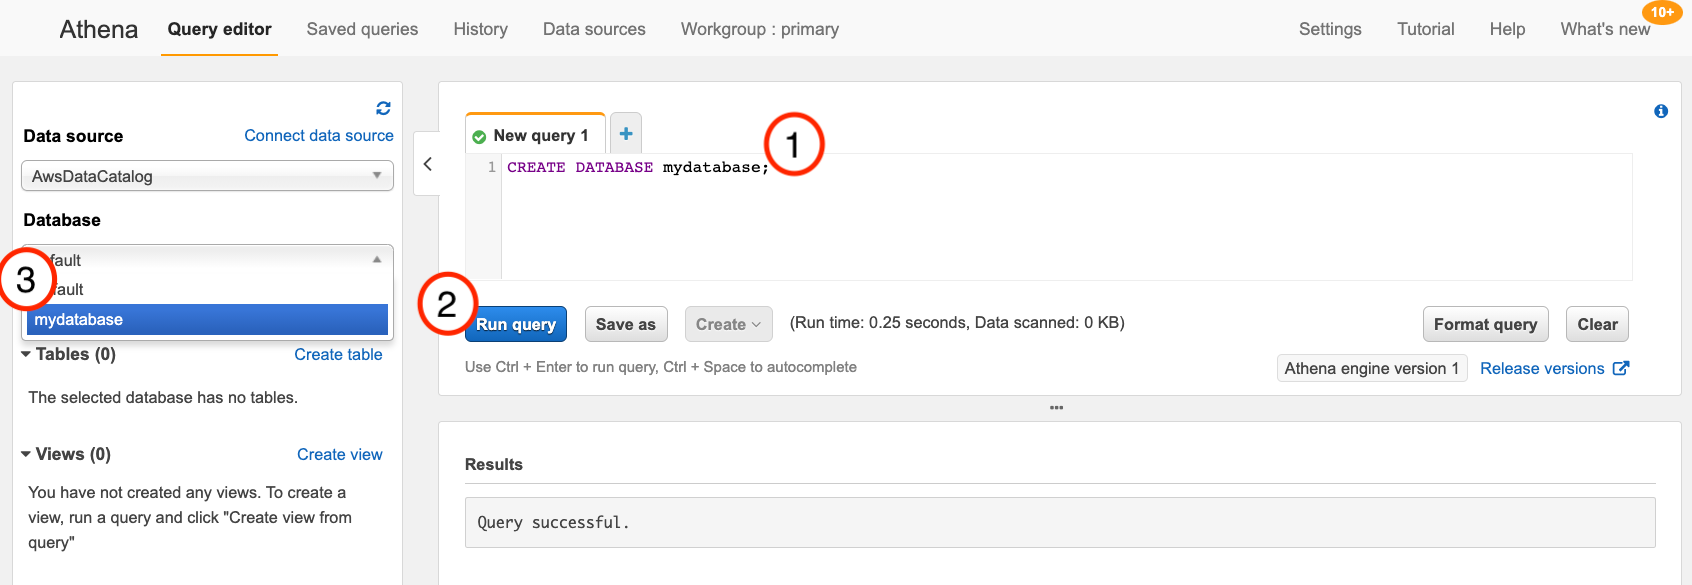 Athena Query editor Saved queries History Data sources Workgroup : primary Settings Tutorial Help What's new 10+
Data source Connect data source
AwsDataCatalog
Database
fault
ault
mydatabase
3
Tables (0) Create table
The selected database has no tables.
Views (0) Create view
You have not created any views. To create a
view, run a query and click "Create view from
query"
New query 1 +
1
1 CREATE DATABASE mydatabase;
2
Run query Save as Create (Run time: 0.25 seconds, Data scanned: 0 KB) Format query Clear
Use Ctrl + Enter to run query, Ctrl + Space to autocomplete Athena engine version 1 Release versions
Results
Query successful.